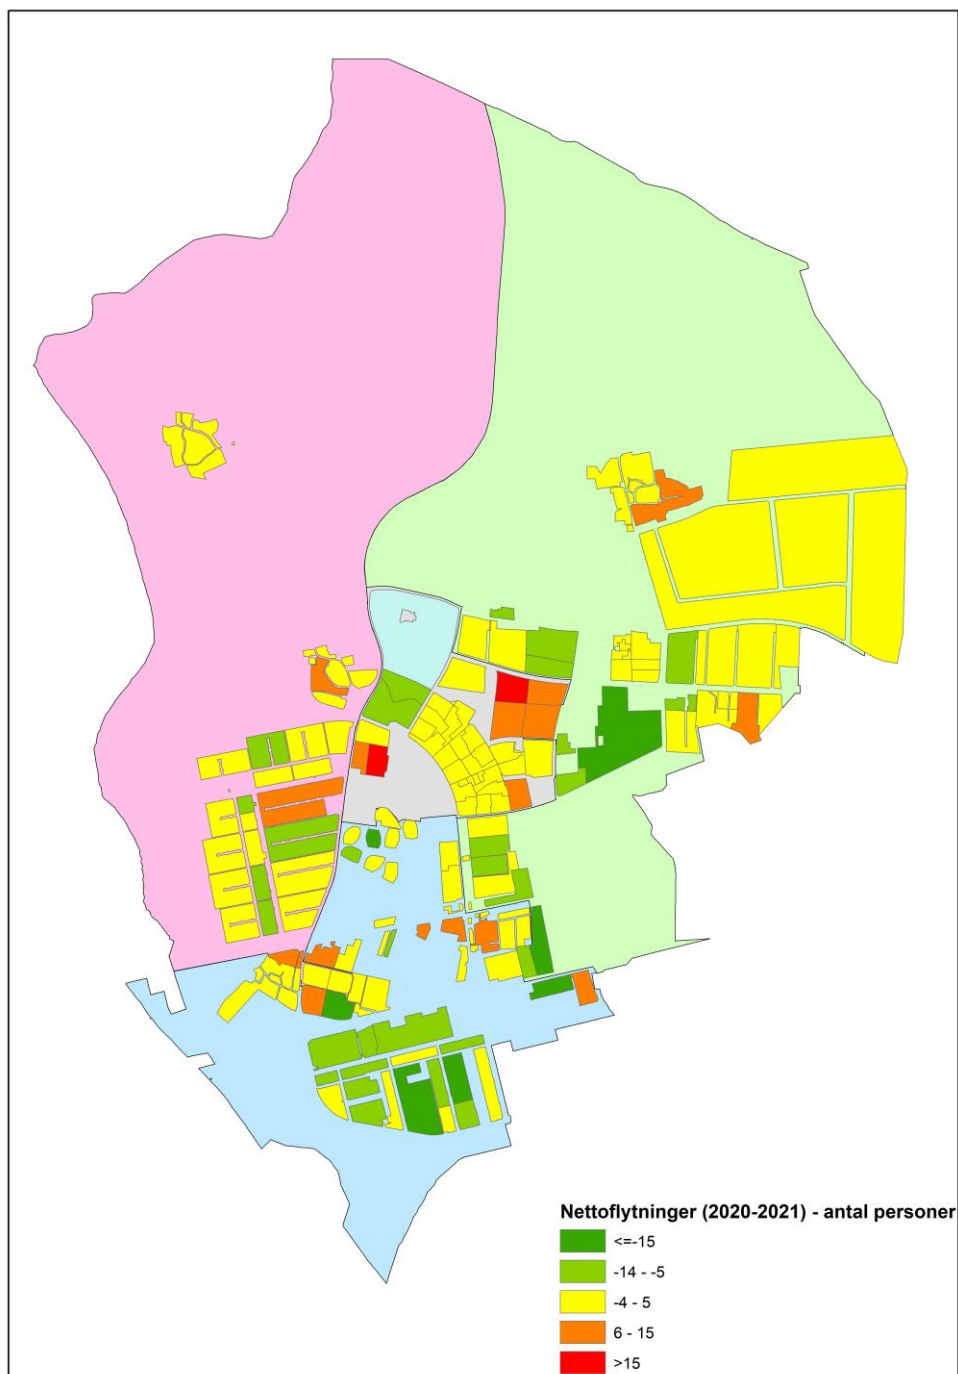 Nettoflytninger (2020-2021) - antal personer
<=-15
-14 - -5
-4 - 5
6 - 15
>15